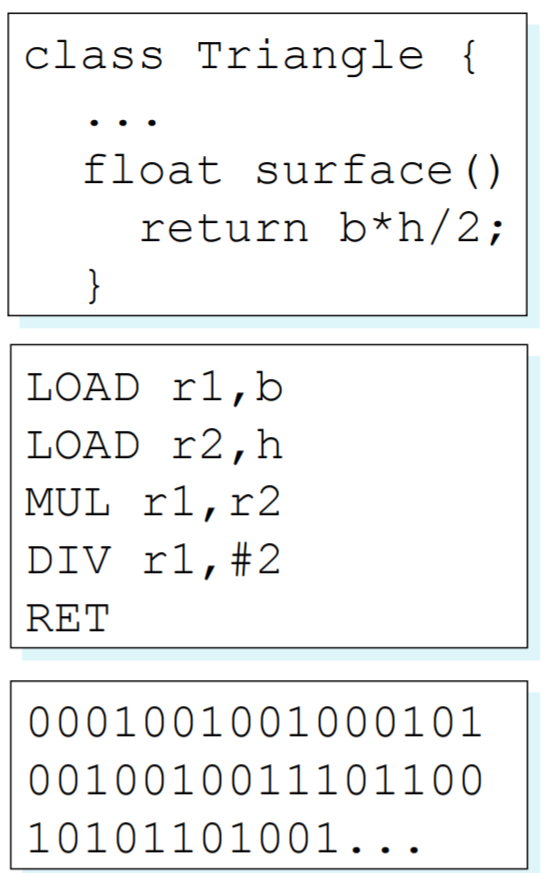 class Triangle {
...
float surface()
return b*h/2;
}
LOAD r1,b
LOAD r2,h
MUL r1,r2
DIV r1,#2
RET
0001001001000101
0010010011101100
10101101001...